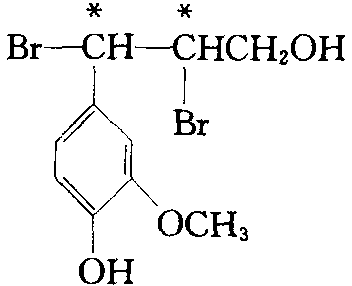 * *
Br—CH—CHCH₂OH
Br
OCH₃
OH